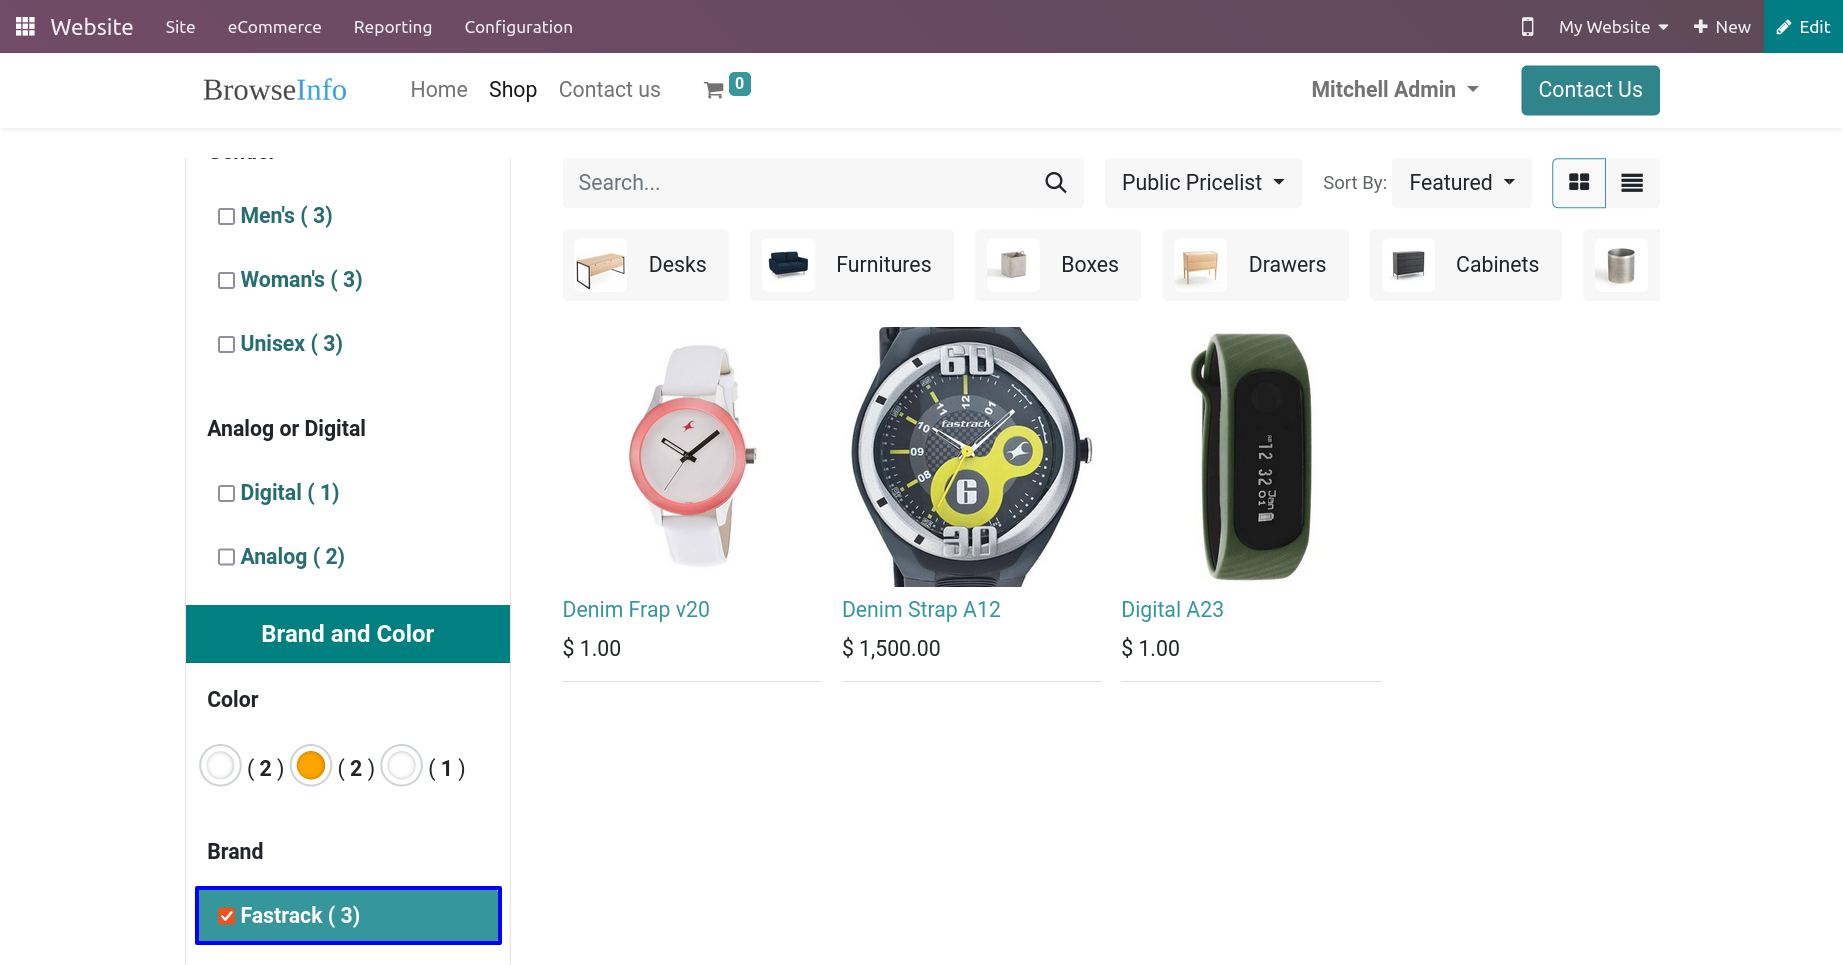 Website Site eCommerce Reporting Configuration My Website New Edit
BrowseInfo Home Shop Contact us 0 Mitchell Admin Contact Us
Search... Public Pricelist Sort By: Featured
Men's ( 3)
Woman's ( 3)
Unisex ( 3)
Analog or Digital
Digital ( 1)
Analog ( 2)
Brand and Color
Color
( 2 ) ( 2 ) ( 1 )
Brand
Fastrack ( 3)
Desks Furnitures Boxes Drawers Cabinets
60
11 12 01
10 fastrack
09
08
6
30
12 32
Jan
01
Denim Frap v20 Denim Strap A12 Digital A23
$ 1.00 $ 1,500.00 $ 1.00